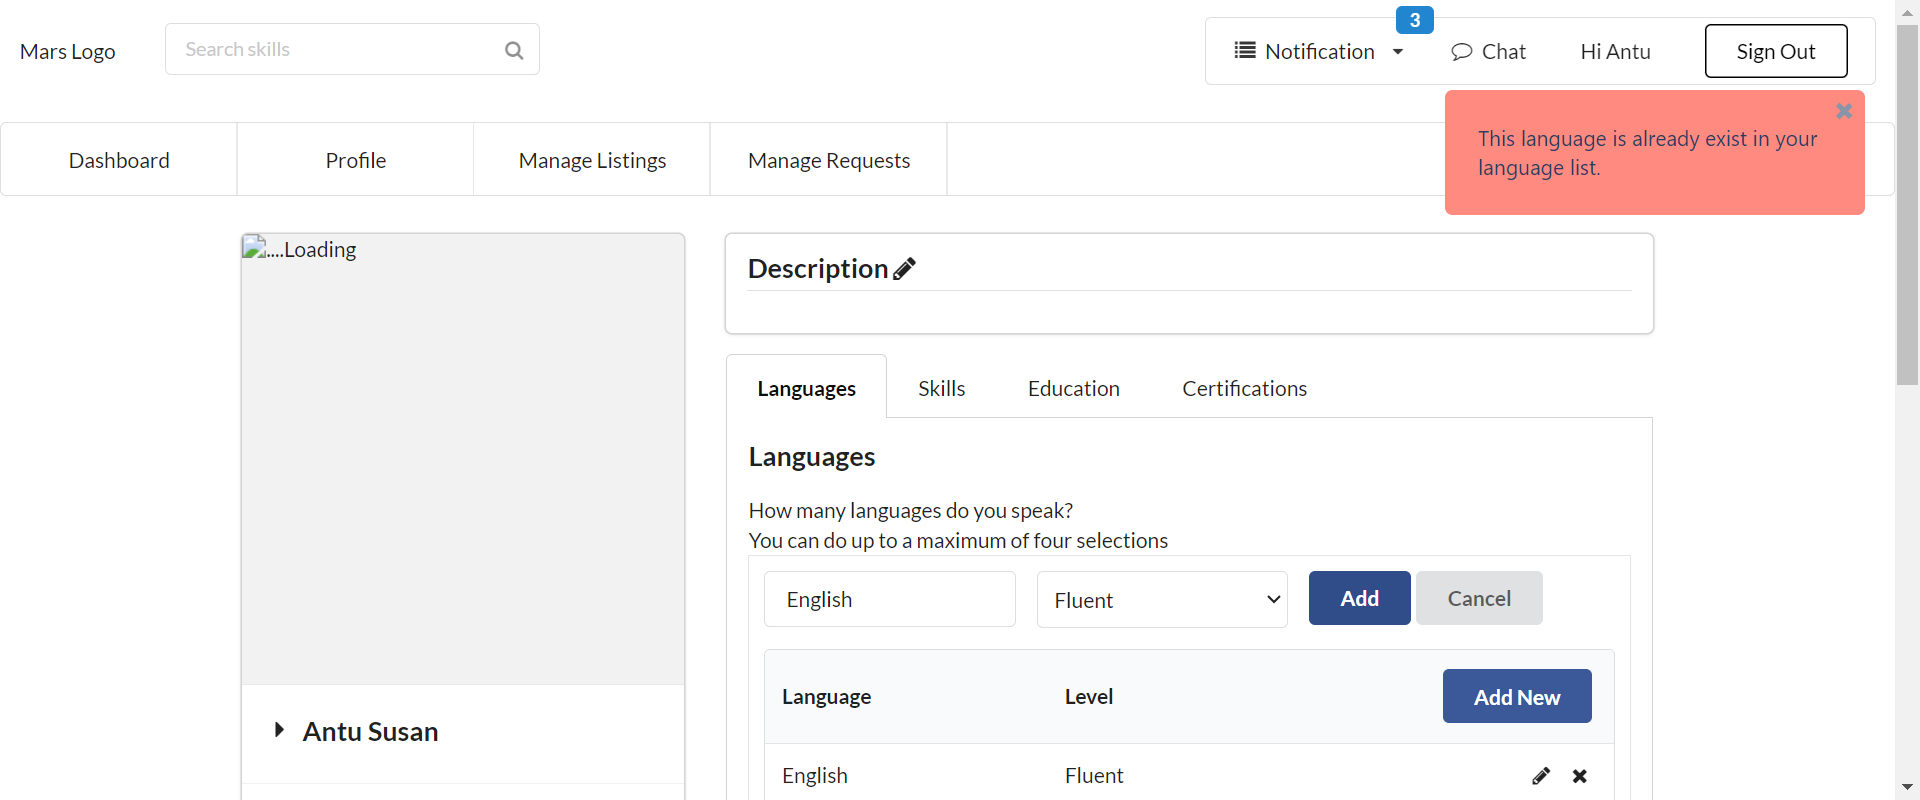 Mars Logo
Search skills
3
Notification
Chat
Hi Antu
Sign Out
This language is already exist in your
language list.
Dashboard
Profile
Manage Listings
Manage Requests
....Loading
Antu Susan
Description
Languages
Skills
Education
Certifications
Languages
How many languages do you speak?
You can do up to a maximum of four selections
English
Fluent
Add
Cancel
Language
Level
Add New
English
Fluent